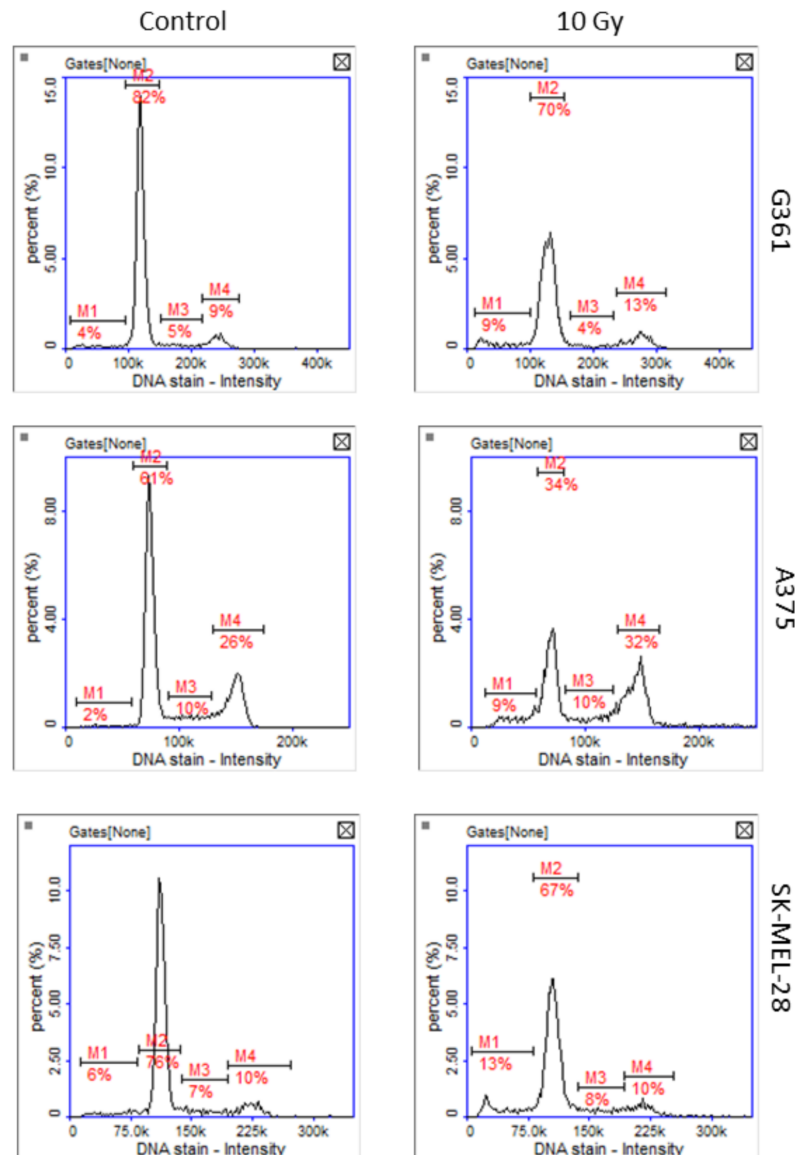 Control
10 Gy
Gates[None]
M2
82%
M1
4%
M3
5%
M4
9%
15.0
10.0
5.00
0
percent (%)
0 100k 200k 300k 400k
DNA stain - Intensity
Gates[None]
M2
70%
M1
9%
M3
4%
M4
13%
15.0
10.0
5.00
0
percent (%)
0 100k 200k 300k 400k
DNA stain - Intensity
G361
Gates[None]
M2
61%
M1
2%
M3
10%
M4
26%
8.00
4.00
0
percent (%)
0 100k 200k
DNA stain - Intensity
Gates[None]
M2
34%
M1
9%
M3
10%
M4
32%
8.00
4.00
0
percent (%)
0 100k 200k
DNA stain - Intensity
A375
Gates[None]
M1
6%
M2
76%
M3
7%
M4
10%
10.0
7.50
5.00
2.50
0
percent (%)
0 75.0k 150k 225k 300k
DNA stain - Intensity
Gates[None]
M2
67%
M1
13%
M3
8%
M4
10%
10.0
7.50
5.00
2.50
0
percent (%)
0 75.0k 150k 225k 300k
DNA stain - Intensity
SK-MEL-28